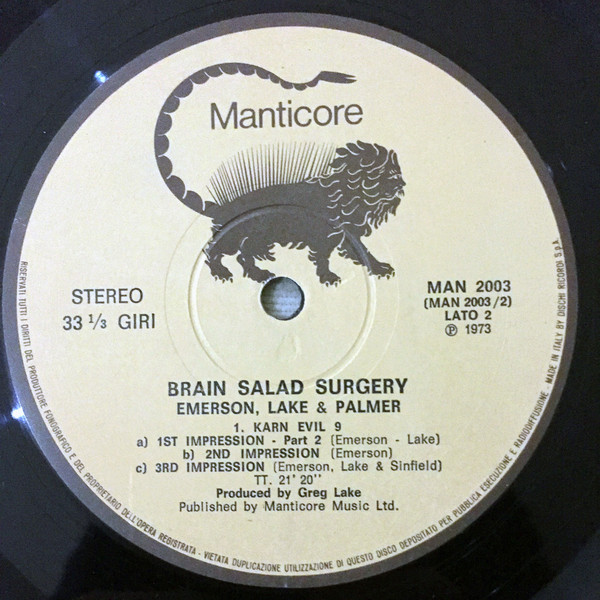 Manticore
STEREO
33 ⅓ GIRI
MAN 2003
(MAN 2003/2)
LATO 2
℗ 1973
BRAIN SALAD SURGERY
EMERSON, LAKE & PALMER
1. KARN EVIL 9
a) 1ST IMPRESSION - Part 2 (Emerson - Lake)
b) 2ND IMPRESSION (Emerson)
c) 3RD IMPRESSION (Emerson, Lake & Sinfield)
TT. 21' 20''
Produced by Greg Lake
Published by Manticore Music Ltd.
RISERVATI TUTTI I DIRITTI DEL PRODUTTORE FONOGRAFICO E DEL PROPRIETARIO DELL'OPERA REGISTRATA - VIETATA DUPLICAZIONE UTILIZZAZIONE DI QUESTO DISCO DEPOSITATO PER PUBBLICA ESECUZIONE E RADIODIFFUSIONE. MADE IN ITALY BY DISCHI RICORDI S.p.A.